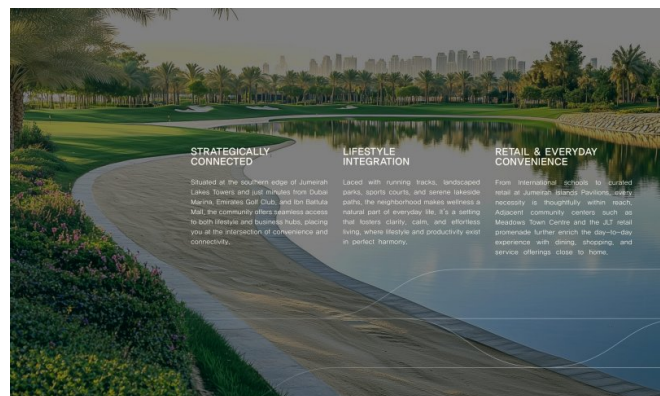 STRATEGICALLY
CONNECTED
Situated at the southern edge of Jumeirah
Lakes Towers and just minutes from Dubai
Marina, Emirates Golf Club, and Ibn Battuta
Mall, the community offers seamless access
to both lifestyle and business hubs, placing
you at the intersection of convenience and
connectivity.
LIFESTYLE
INTEGRATION
Laced with running tracks, landscaped
parks, sports courts, and serene lakeside
paths, the neighborhood makes wellness a
natural part of everyday life. It's a setting
that fosters clarity, calm, and effortless
living, where lifestyle and productivity exist
in perfect harmony.
RETAIL & EVERYDAY
CONVENIENCE
From international schools to curated
retail at Jumeirah Islands Pavilions, every
necessity is thoughtfully within reach.
Adjacent community centers such as
Meadows Town Centre and the JLT retail
promenade further enrich the day-to-day
experience with dining, shopping, and
service offerings close to home.